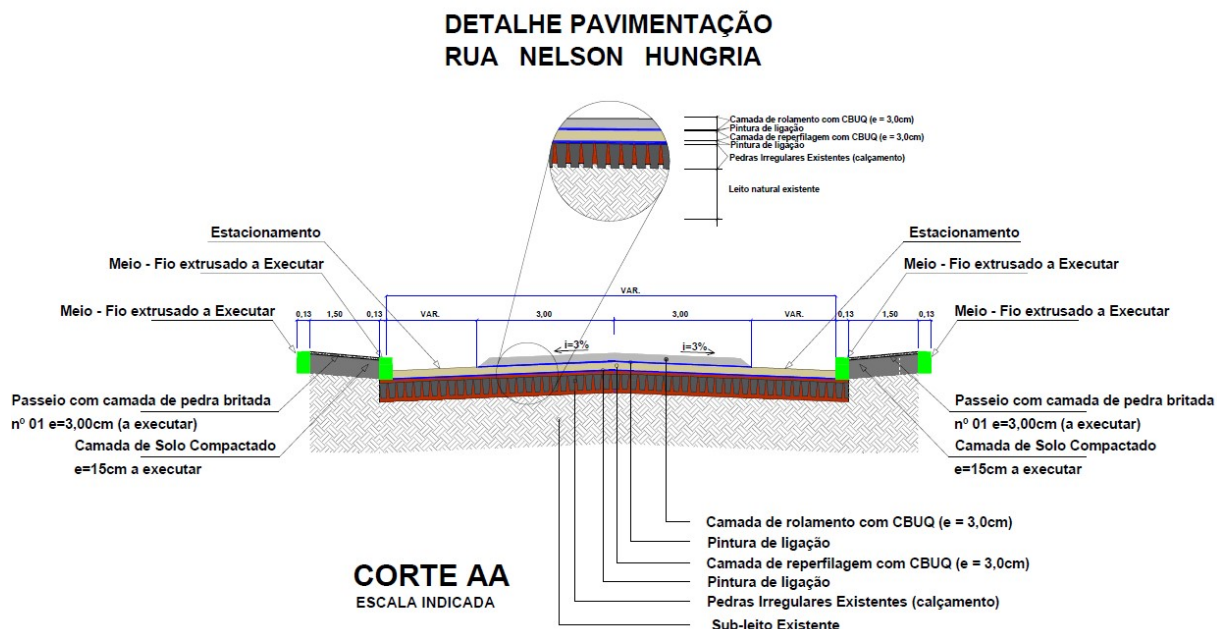 DETALHE PAVIMENTAÇÃO
RUA NELSON HUNGRIA
Camada de rolamento com CBUQ (e = 3,0cm)
Pintura de ligação
Camada de reperfilagem com CBUQ (e = 3,0cm)
Pintura de ligação
Pedras Irregulares Existentes (calçamento)
Leito natural existente
Estacionamento
Estacionamento
Meio - Fio extrusado a Executar
Meio - Fio extrusado a Executar
VAR.
Meio - Fio extrusado a Executar
0,13 1,50 0,13 VAR. 3,00 3,00 VAR. 0,13 1,50 0,13
Meio - Fio extrusado a Executar
i=3% i=3%
Passeio com camada de pedra britada
nº 01 e=3,00cm (a executar)
Camada de Solo Compactado
e=15cm a executar
Passeio com camada de pedra britada
nº 01 e=3,00cm (a executar)
Camada de Solo Compactado
e=15cm a executar
Camada de rolamento com CBUQ (e = 3,0cm)
Pintura de ligação
Camada de reperfilagem com CBUQ (e = 3,0cm)
Pintura de ligação
Pedras Irregulares Existentes (calçamento)
Sub-leito Existente
CORTE AA
ESCALA INDICADA